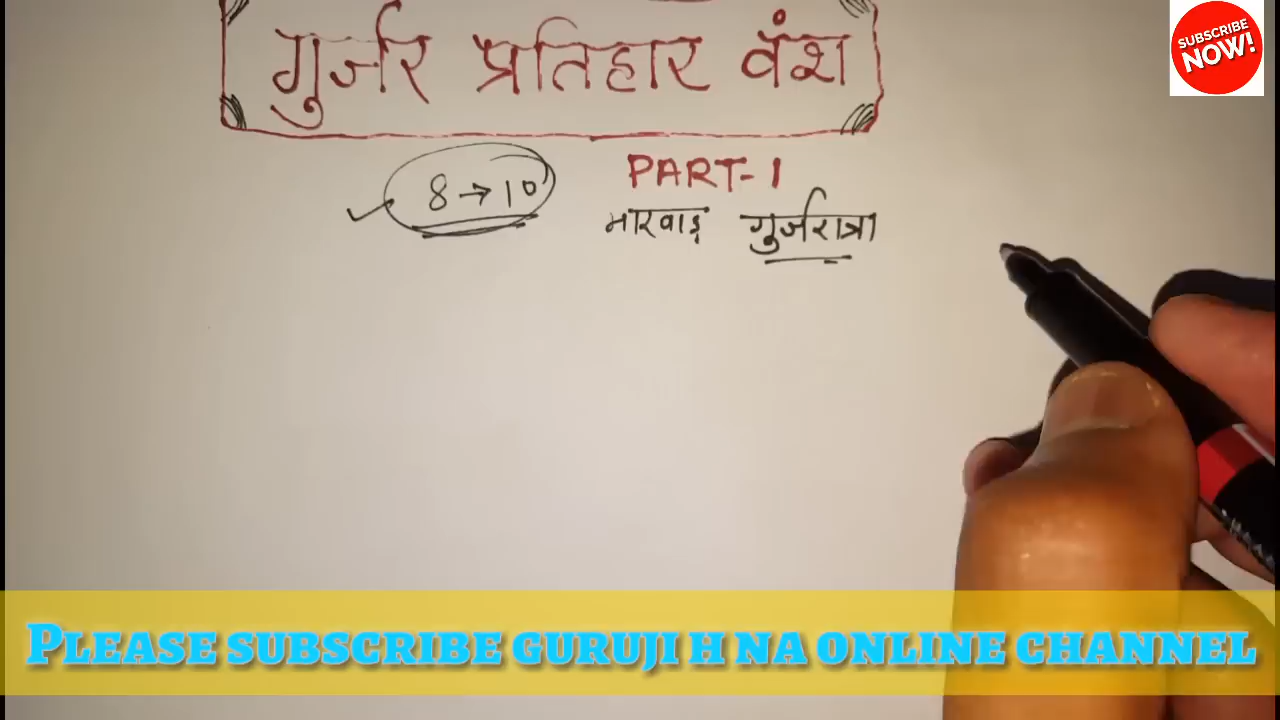 SUBSCRIBE
NOW!
गुर्जर प्रतिहार वंश
8→10 PART-1
मारवाड़ गुर्जरात्रा
PLEASE SUBSCRIBE GURUJI H NA ONLINE CHANNEL